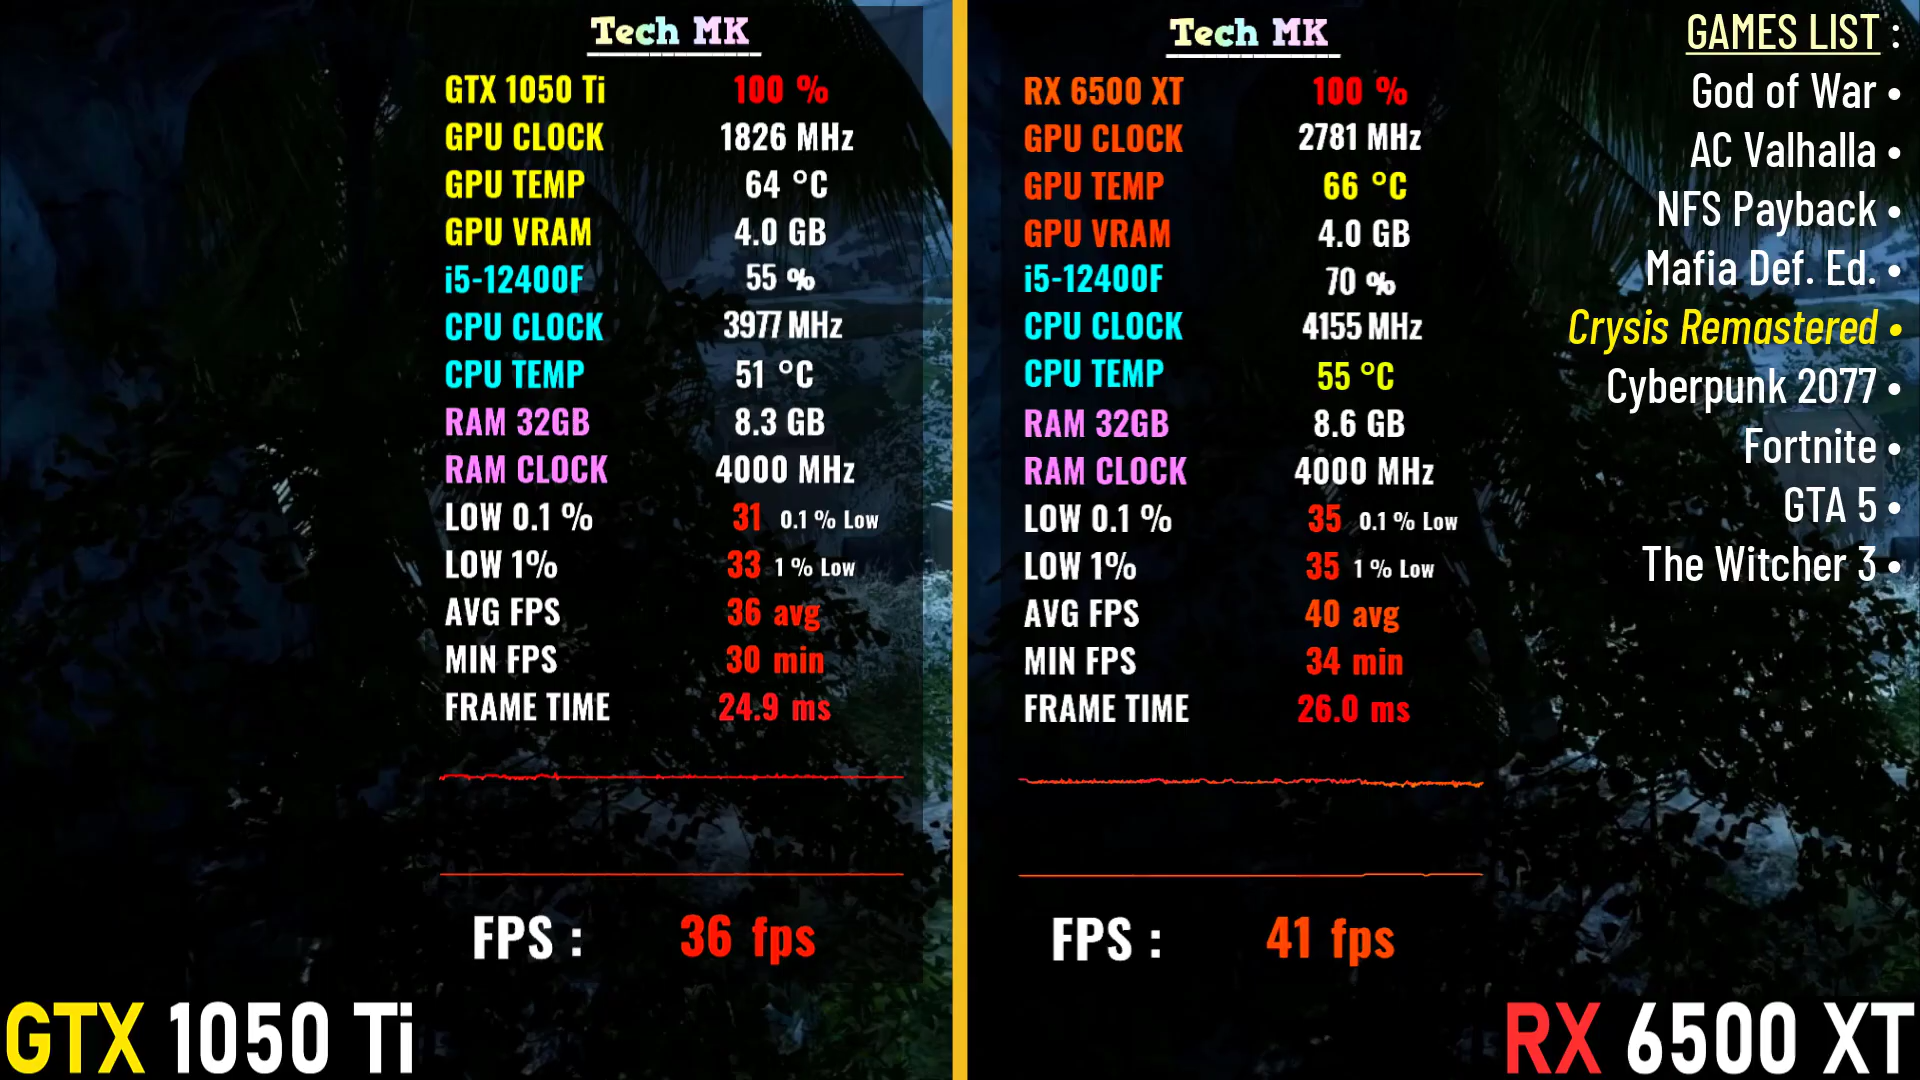 Tech MK
GTX 1050 Ti 100 %
GPU CLOCK 1826 MHz
GPU TEMP 64 °C
GPU VRAM 4.0 GB
i5-12400F 55 %
CPU CLOCK 3977 MHz
CPU TEMP 51 °C
RAM 32GB 8.3 GB
RAM CLOCK 4000 MHz
LOW 0.1 % 31 0.1 % Low
LOW 1% 33 1 % Low
AVG FPS 36 avg
MIN FPS 30 min
FRAME TIME 24.9 ms
FPS : 36 fps
GTX 1050 Ti
Tech MK
RX 6500 XT 100 %
GPU CLOCK 2781 MHz
GPU TEMP 66 °C
GPU VRAM 4.0 GB
i5-12400F 70 %
CPU CLOCK 4155 MHz
CPU TEMP 55 °C
RAM 32GB 8.6 GB
RAM CLOCK 4000 MHz
LOW 0.1 % 35 0.1 % Low
LOW 1% 35 1 % Low
AVG FPS 40 avg
MIN FPS 34 min
FRAME TIME 26.0 ms
FPS : 41 fps
RX 6500 XT
GAMES LIST :
God of War •
AC Valhalla •
NFS Payback •
Mafia Def. Ed. •
Crysis Remastered •
Cyberpunk 2077 •
Fortnite •
GTA 5 •
The Witcher 3 •